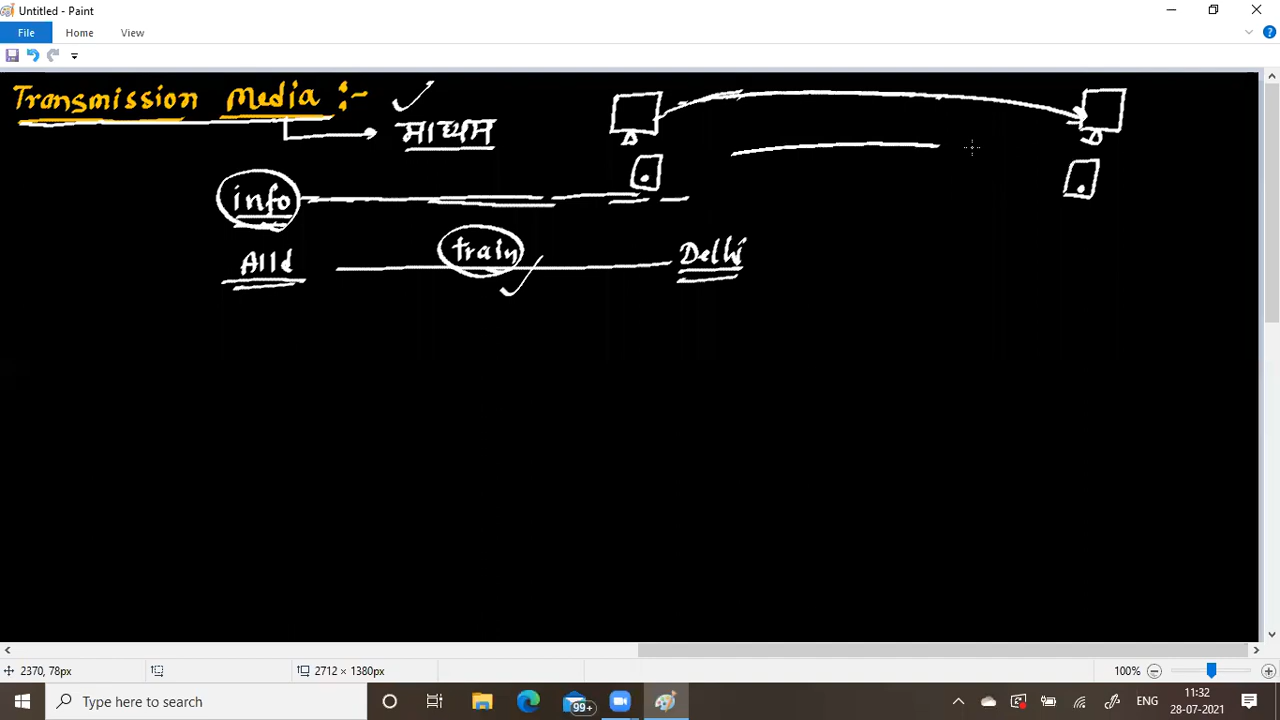 Untitled - Paint
File Home View
Transmission Media :-
माध्यम
info
Alld train Delhi
2370, 78px 2712 × 1380px 100%
Type here to search 99+ ENG 11:32
28-07-2021